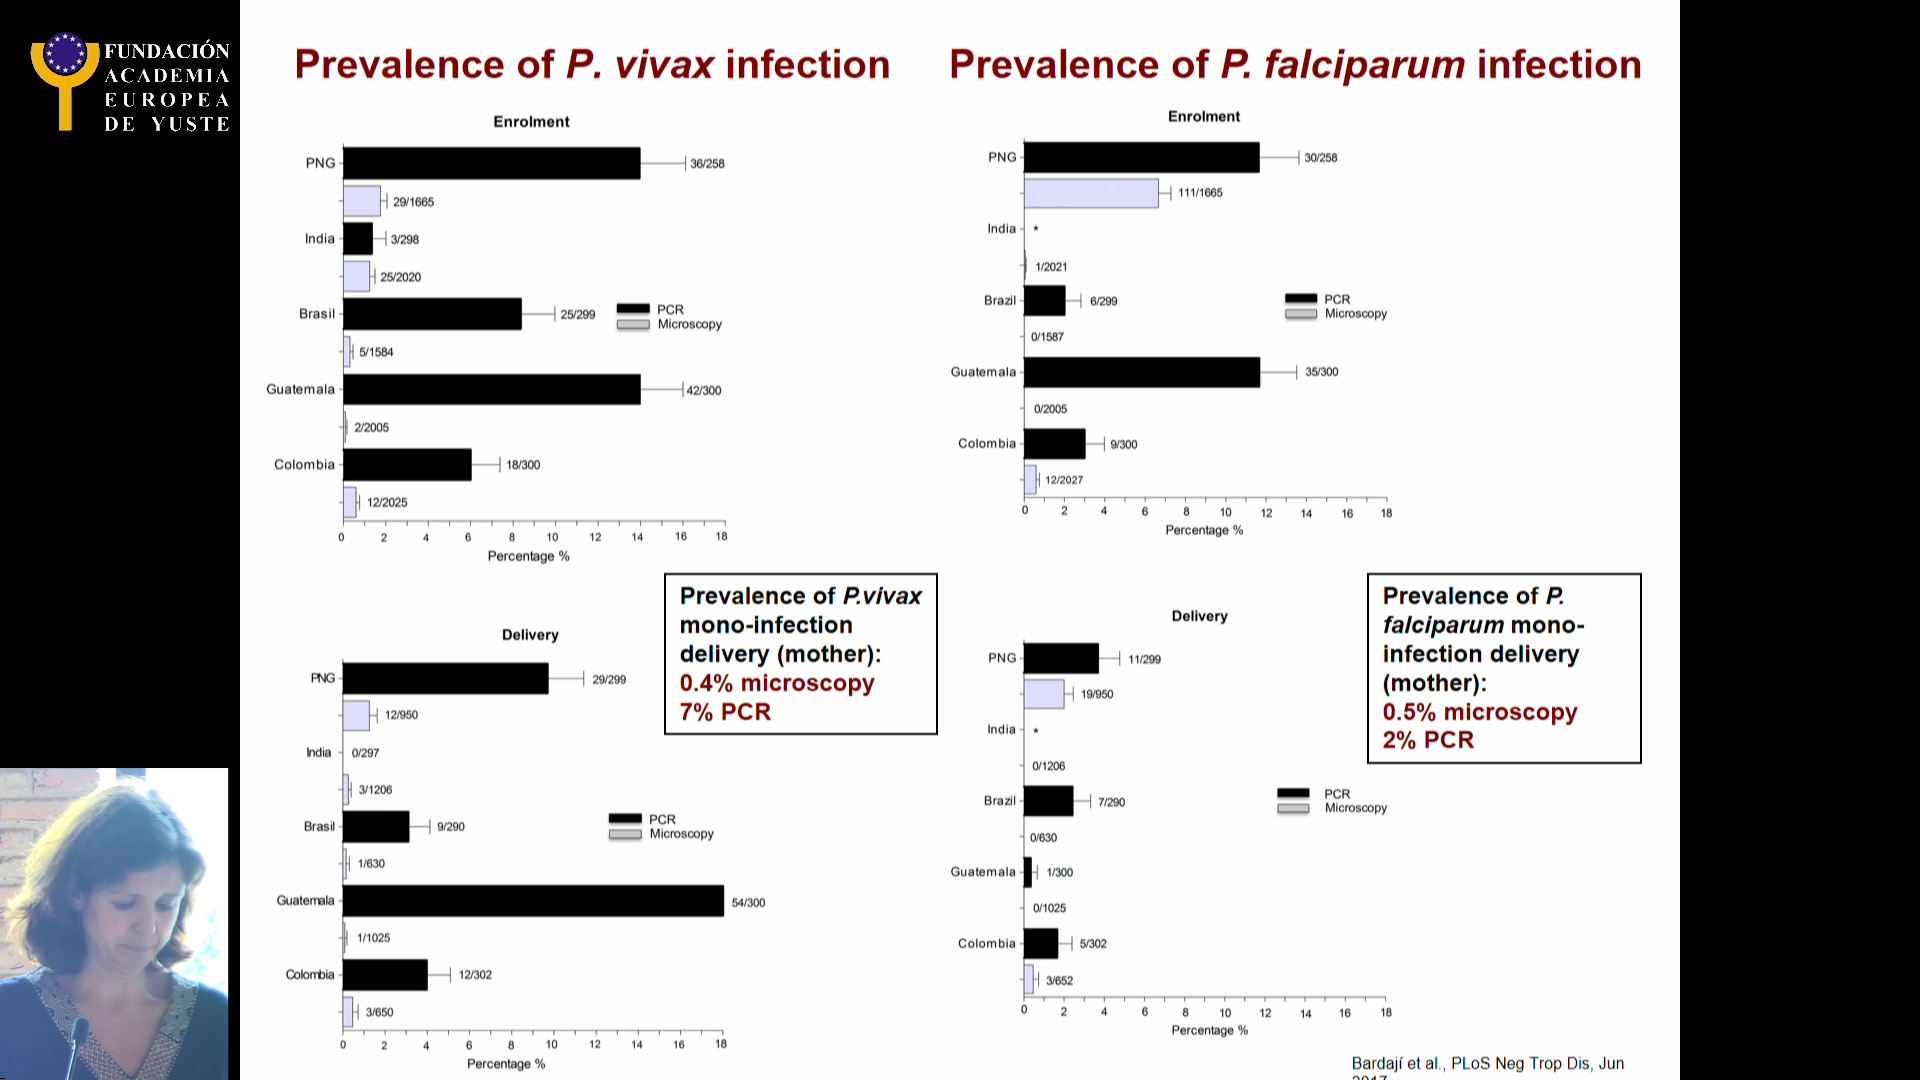 FUNDACIÓN
ACADEMIA
EUROPEA
DE YUSTE
Prevalence of P. vivax infection
Enrolment
PNG
36/258
29/1665
India
3/298
25/2020
Brasil
25/299
5/1584
Guatemala
42/300
2/2005
Colombia
18/300
12/2025
PCR
Microscopy
0 2 4 6 8 10 12 14 16 18
Percentage %
Delivery
PNG
29/299
12/950
India
0/297
3/1206
Brasil
9/290
1/630
Guatemala
54/300
1/1025
Colombia
12/302
3/650
PCR
Microscopy
0 2 4 6 8 10 12 14 16 18
Percentage %
Prevalence of P.vivax
mono-infection
delivery (mother):
0.4% microscopy
7% PCR
Prevalence of P. falciparum infection
Enrolment
PNG
30/258
111/1665
India
*
1/2021
Brazil
6/299
0/1587
Guatemala
35/300
0/2005
Colombia
9/300
12/2027
PCR
Microscopy
0 2 4 6 8 10 12 14 16 18
Percentage %
Delivery
PNG
11/299
19/950
India
*
0/1206
Brazil
7/290
0/630
Guatemala
1/300
0/1025
Colombia
5/302
3/652
PCR
Microscopy
0 2 4 6 8 10 12 14 16 18
Percentage %
Prevalence of P.
falciparum mono-
infection delivery
(mother):
0.5% microscopy
2% PCR
Bardají et al., PLoS Neg Trop Dis, Jun